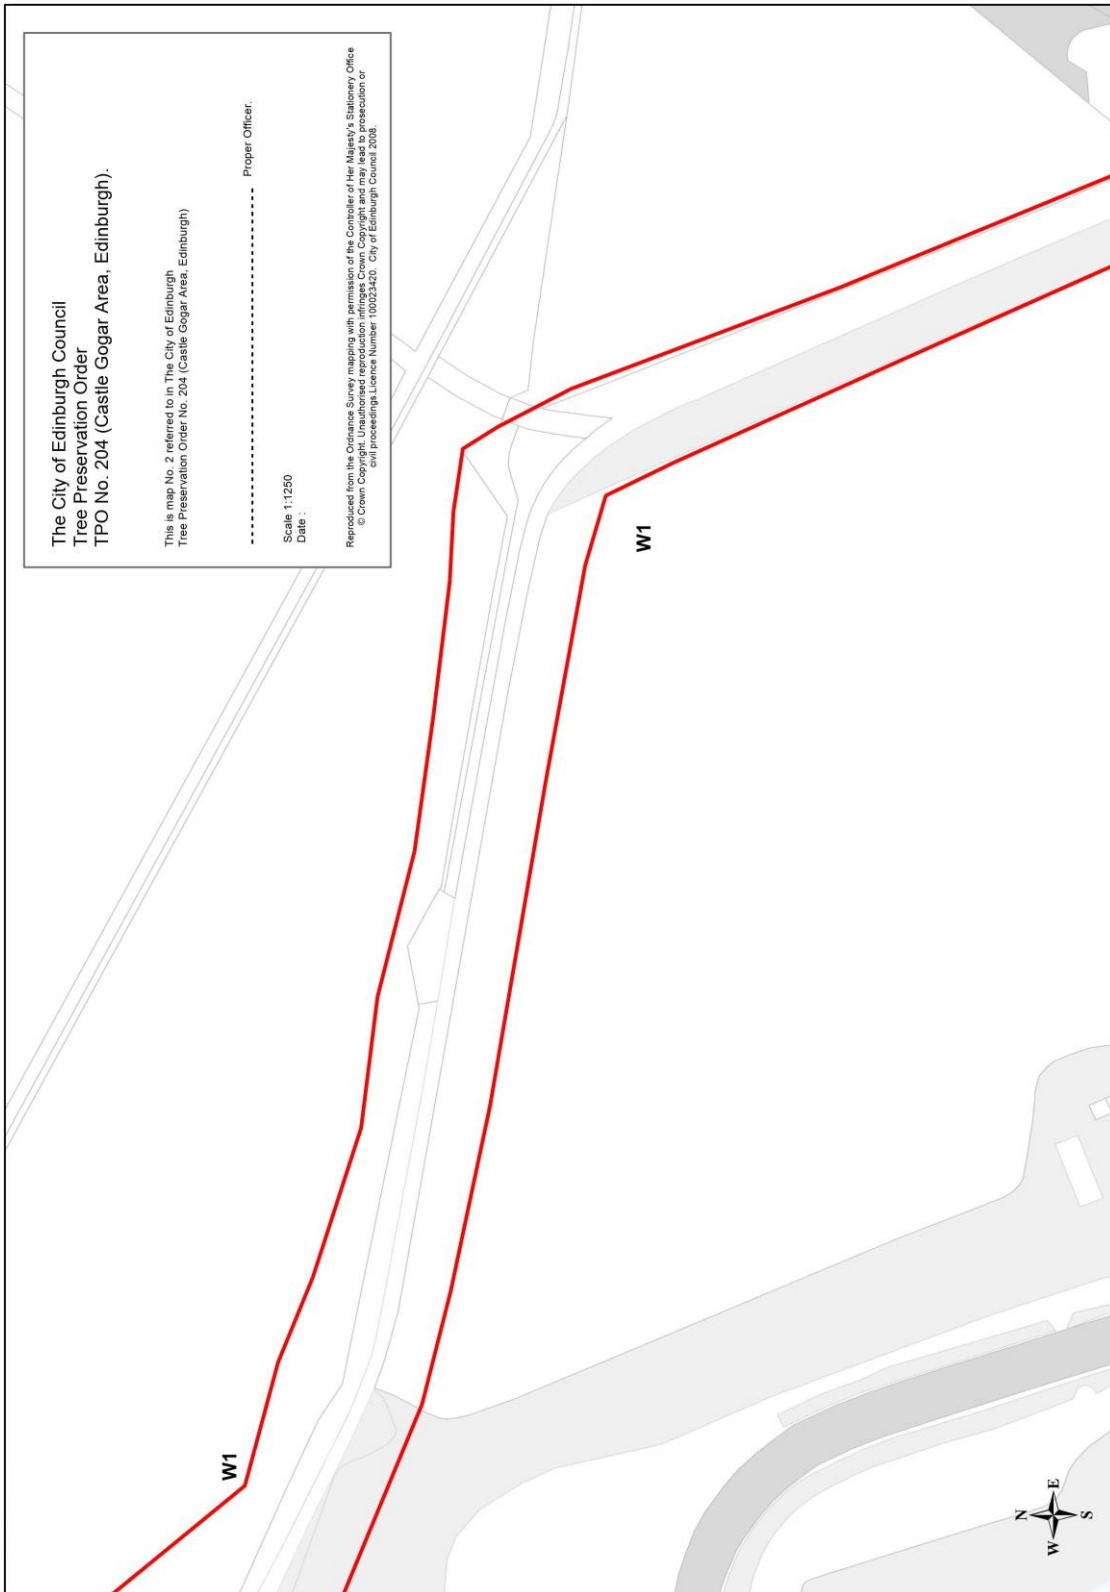 The City of Edinburgh Council
Tree Preservation Order
TPO No. 204 (Castle Gogar Area, Edinburgh).
This is map No. 2 referred to in The City of Edinburgh
Tree Preservation Order No. 204 (Castle Gogar Area, Edinburgh)
Proper Officer.
Scale 1:1250
Date :
Reproduced from the Ordnance Survey mapping with permission of the Controller of Her Majesty's Stationery Office
© Crown Copyright. Unauthorised reproduction infringes Crown Copyright and may lead to prosecution or
civil proceedings.Licence Number 100023420. City of Edinburgh Council 2008.
W1
W1
N
W E
S